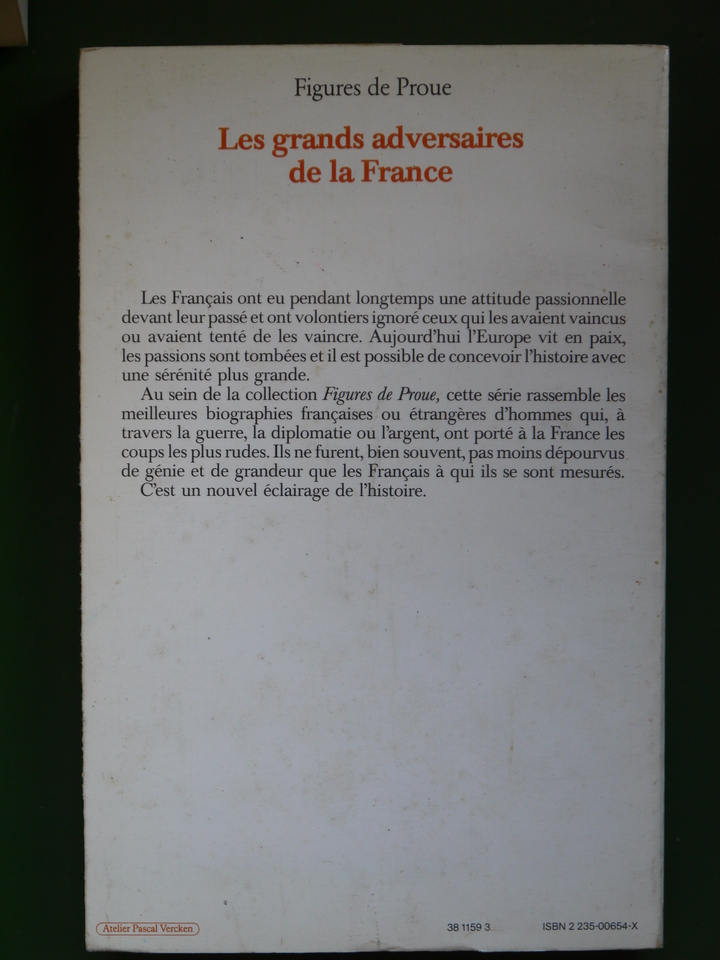 Figures de Proue
Les grands adversaires
de la France
Les Français ont eu pendant longtemps une attitude passionnelle
devant leur passé et ont volontiers ignoré ceux qui les avaient vaincus
ou avaient tenté de les vaincre. Aujourd'hui l'Europe vit en paix,
les passions sont tombées et il est possible de concevoir l'histoire avec
une sérénité plus grande.
Au sein de la collection Figures de Proue, cette série rassemble les
meilleures biographies françaises ou étrangères d'hommes qui, à
travers la guerre, la diplomatie ou l'argent, ont porté à la France les
coups les plus rudes. Ils ne furent, bien souvent, pas moins dépourvus
de génie et de grandeur que les Français à qui ils se sont mesurés.
C'est un nouvel éclairage de l'histoire.
Atelier Pascal Vercken
38 1159 3
ISBN 2 235-00654-X